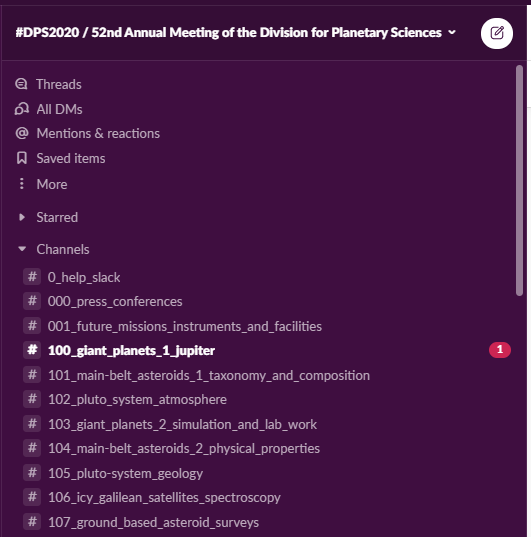 #DPS2020 / 52nd Annual Meeting of the Division for Planetary Sciences
Threads
All DMs
Mentions & reactions
Saved items
More
Starred
Channels
# 0_help_slack
# 000_press_conferences
# 001_future_missions_instruments_and_facilities
# 100_giant_planets_1_jupiter 1
# 101_main-belt_asteroids_1_taxonomy_and_composition
# 102_pluto_system_atmosphere
# 103_giant_planets_2_simulation_and_lab_work
# 104_main-belt_asteroids_2_physical_properties
# 105_pluto-system_geology
# 106_icy_galilean_satellites_spectroscopy
# 107_ground_based_asteroid_surveys